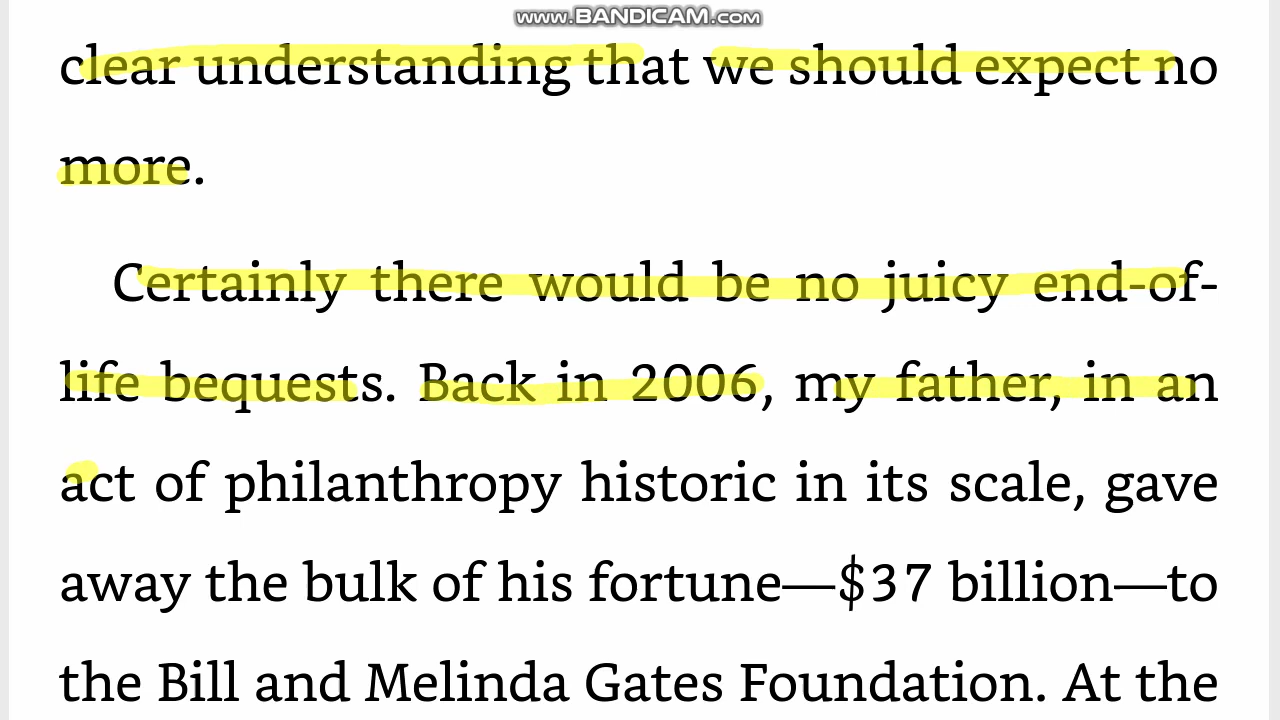 www.BANDICAM.com
clear understanding that we should expect no
more.
Certainly there would be no juicy end-of-
life bequests. Back in 2006, my father, in an
act of philanthropy historic in its scale, gave
away the bulk of his fortune—$37 billion—to
the Bill and Melinda Gates Foundation. At the